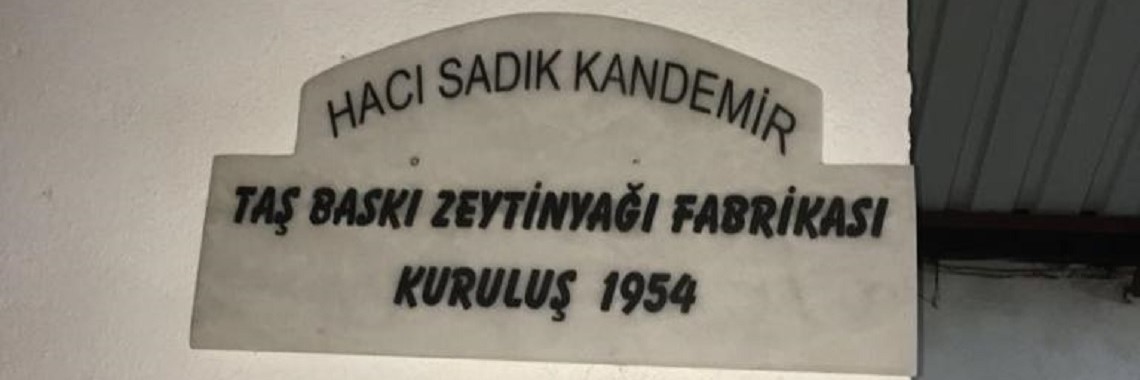 HACI SADIK KANDEMİR
TAŞ BASKI ZEYTİNYAĞI FABRİKASI
KURULUŞ 1954